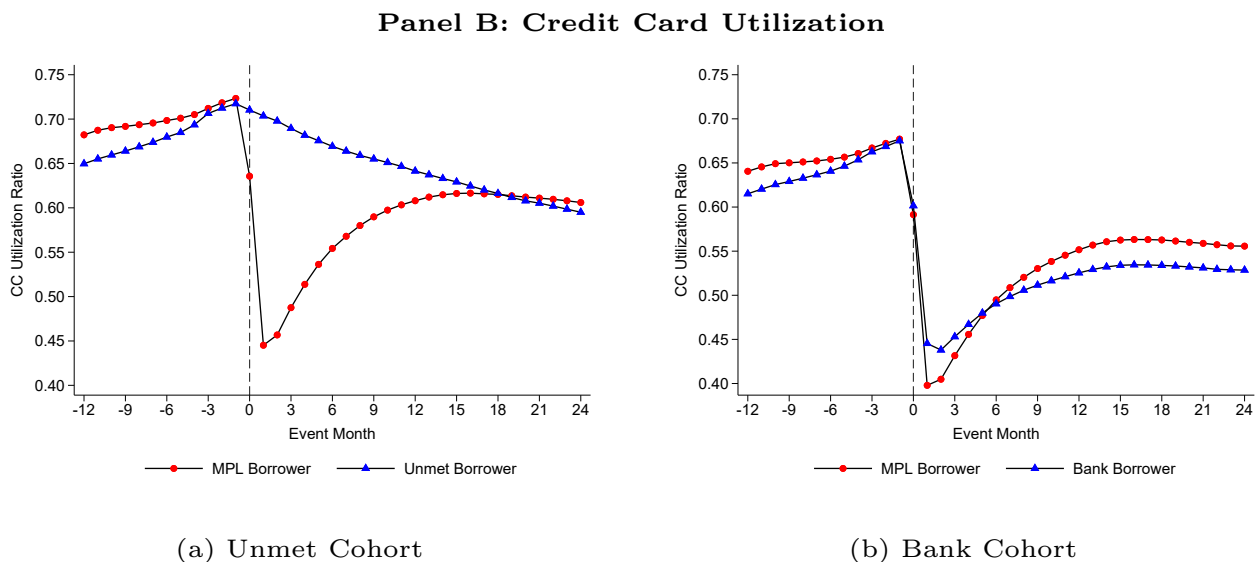 Panel B: Credit Card Utilization
CC Utilization Ratio
0.75
0.70
0.65
0.60
0.55
0.50
0.45
0.40
-12 -9 -6 -3 0 3 6 9 12 15 18 21 24
Event Month
MPL Borrower Unmet Borrower
(a) Unmet Cohort
CC Utilization Ratio
0.75
0.70
0.65
0.60
0.55
0.50
0.45
0.40
-12 -9 -6 -3 0 3 6 9 12 15 18 21 24
Event Month
MPL Borrower Bank Borrower
(b) Bank Cohort